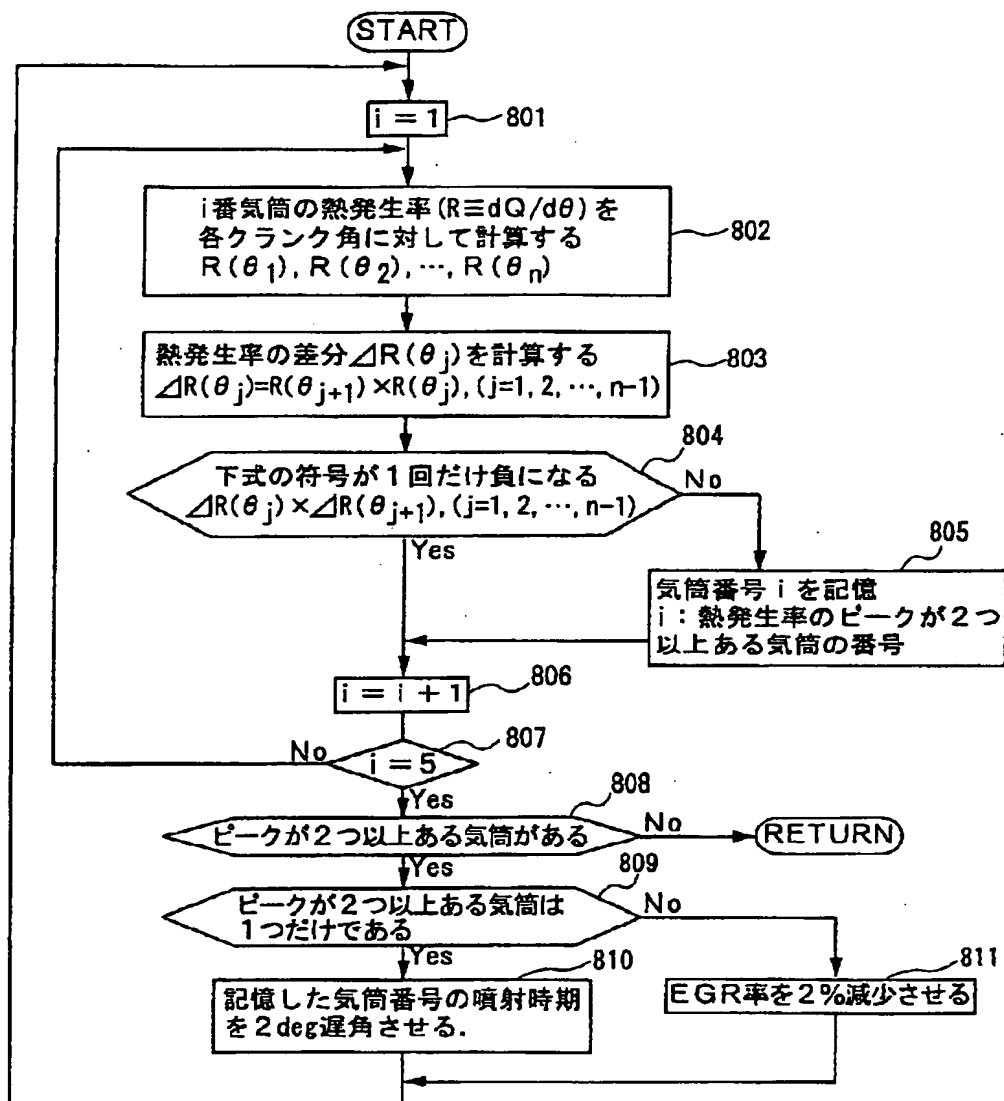 START
i = 1
801
i番気筒の熱発生率(R≡dQ/dθ)を
各クランク角に対して計算する
R(θ1), R(θ2), …, R(θn)
802
熱発生率の差分⊿R(θj)を計算する
⊿R(θj)=R(θj+1)×R(θj), (j=1, 2, …, n-1)
803
804
下式の符号が1回だけ負になる
⊿R(θj)×⊿R(θj+1), (j=1, 2, …, n-1)
No
Yes
805
気筒番号 i を記憶
i : 熱発生率のピークが2つ
以上ある気筒の番号
i = i + 1
806
No
i = 5
807
Yes
808
ピークが2つ以上ある気筒がある
No
RETURN
Yes
809
ピークが2つ以上ある気筒は
1つだけである
No
Yes
810
記憶した気筒番号の噴射時期
を2deg遅角させる.
811
EGR率を2%減少させる